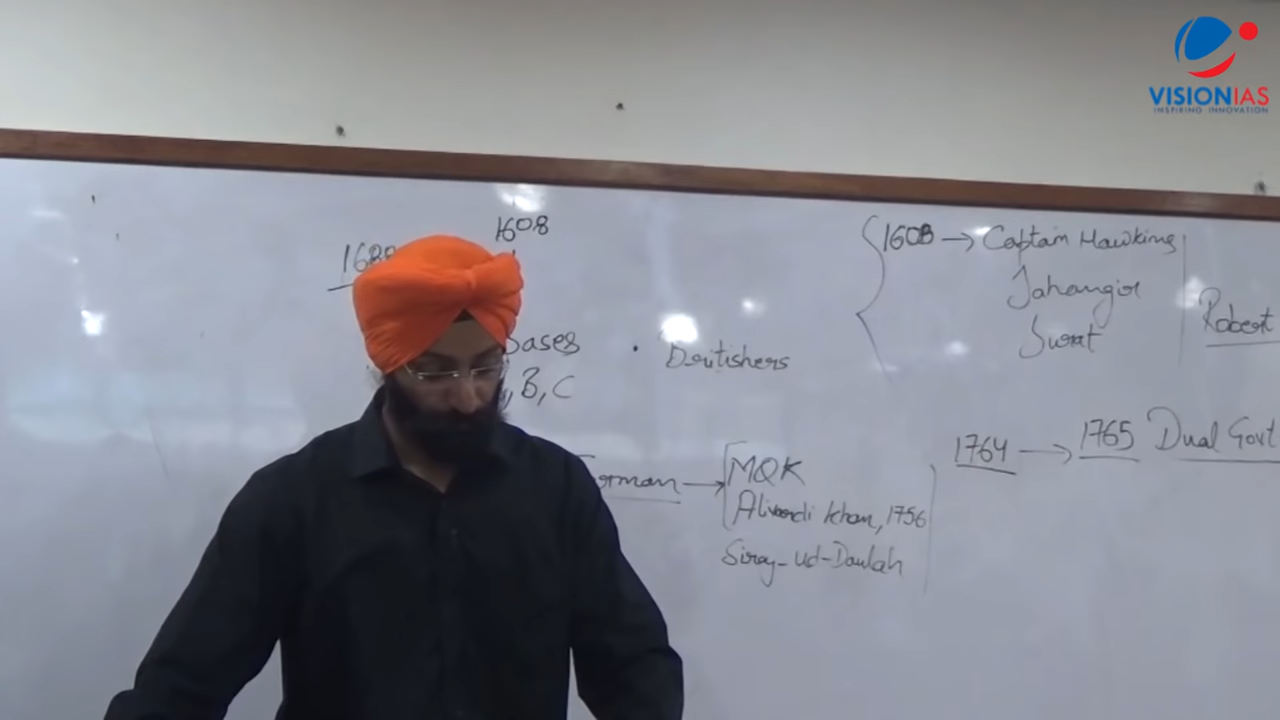 VISIONIAS
INSPIRING INNOVATION
1608
1608 → Captain Hawkins
Jahangir
Surat
Robert
Bases
B, C
• Britishers
1764 → 1765 Dual Govt
→ MQK
Alivardi Khan, 1756
Siraj-ud-Daulah